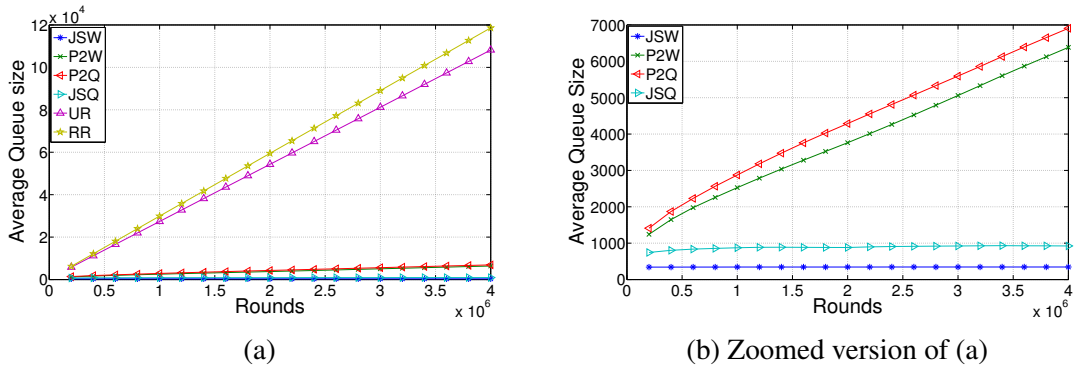 12 x 10^4
10
8
6
4
2
0
Average Queue size
JSW
P2W
P2Q
JSQ
UR
RR
0 0.5 1 1.5 2 2.5 3 3.5 4
Rounds
x 10^6
(a)
7000
6000
5000
4000
3000
2000
1000
0
Average Queue Size
JSW
P2W
P2Q
JSQ
0 0.5 1 1.5 2 2.5 3 3.5 4
Rounds
x 10^6
(b) Zoomed version of (a)